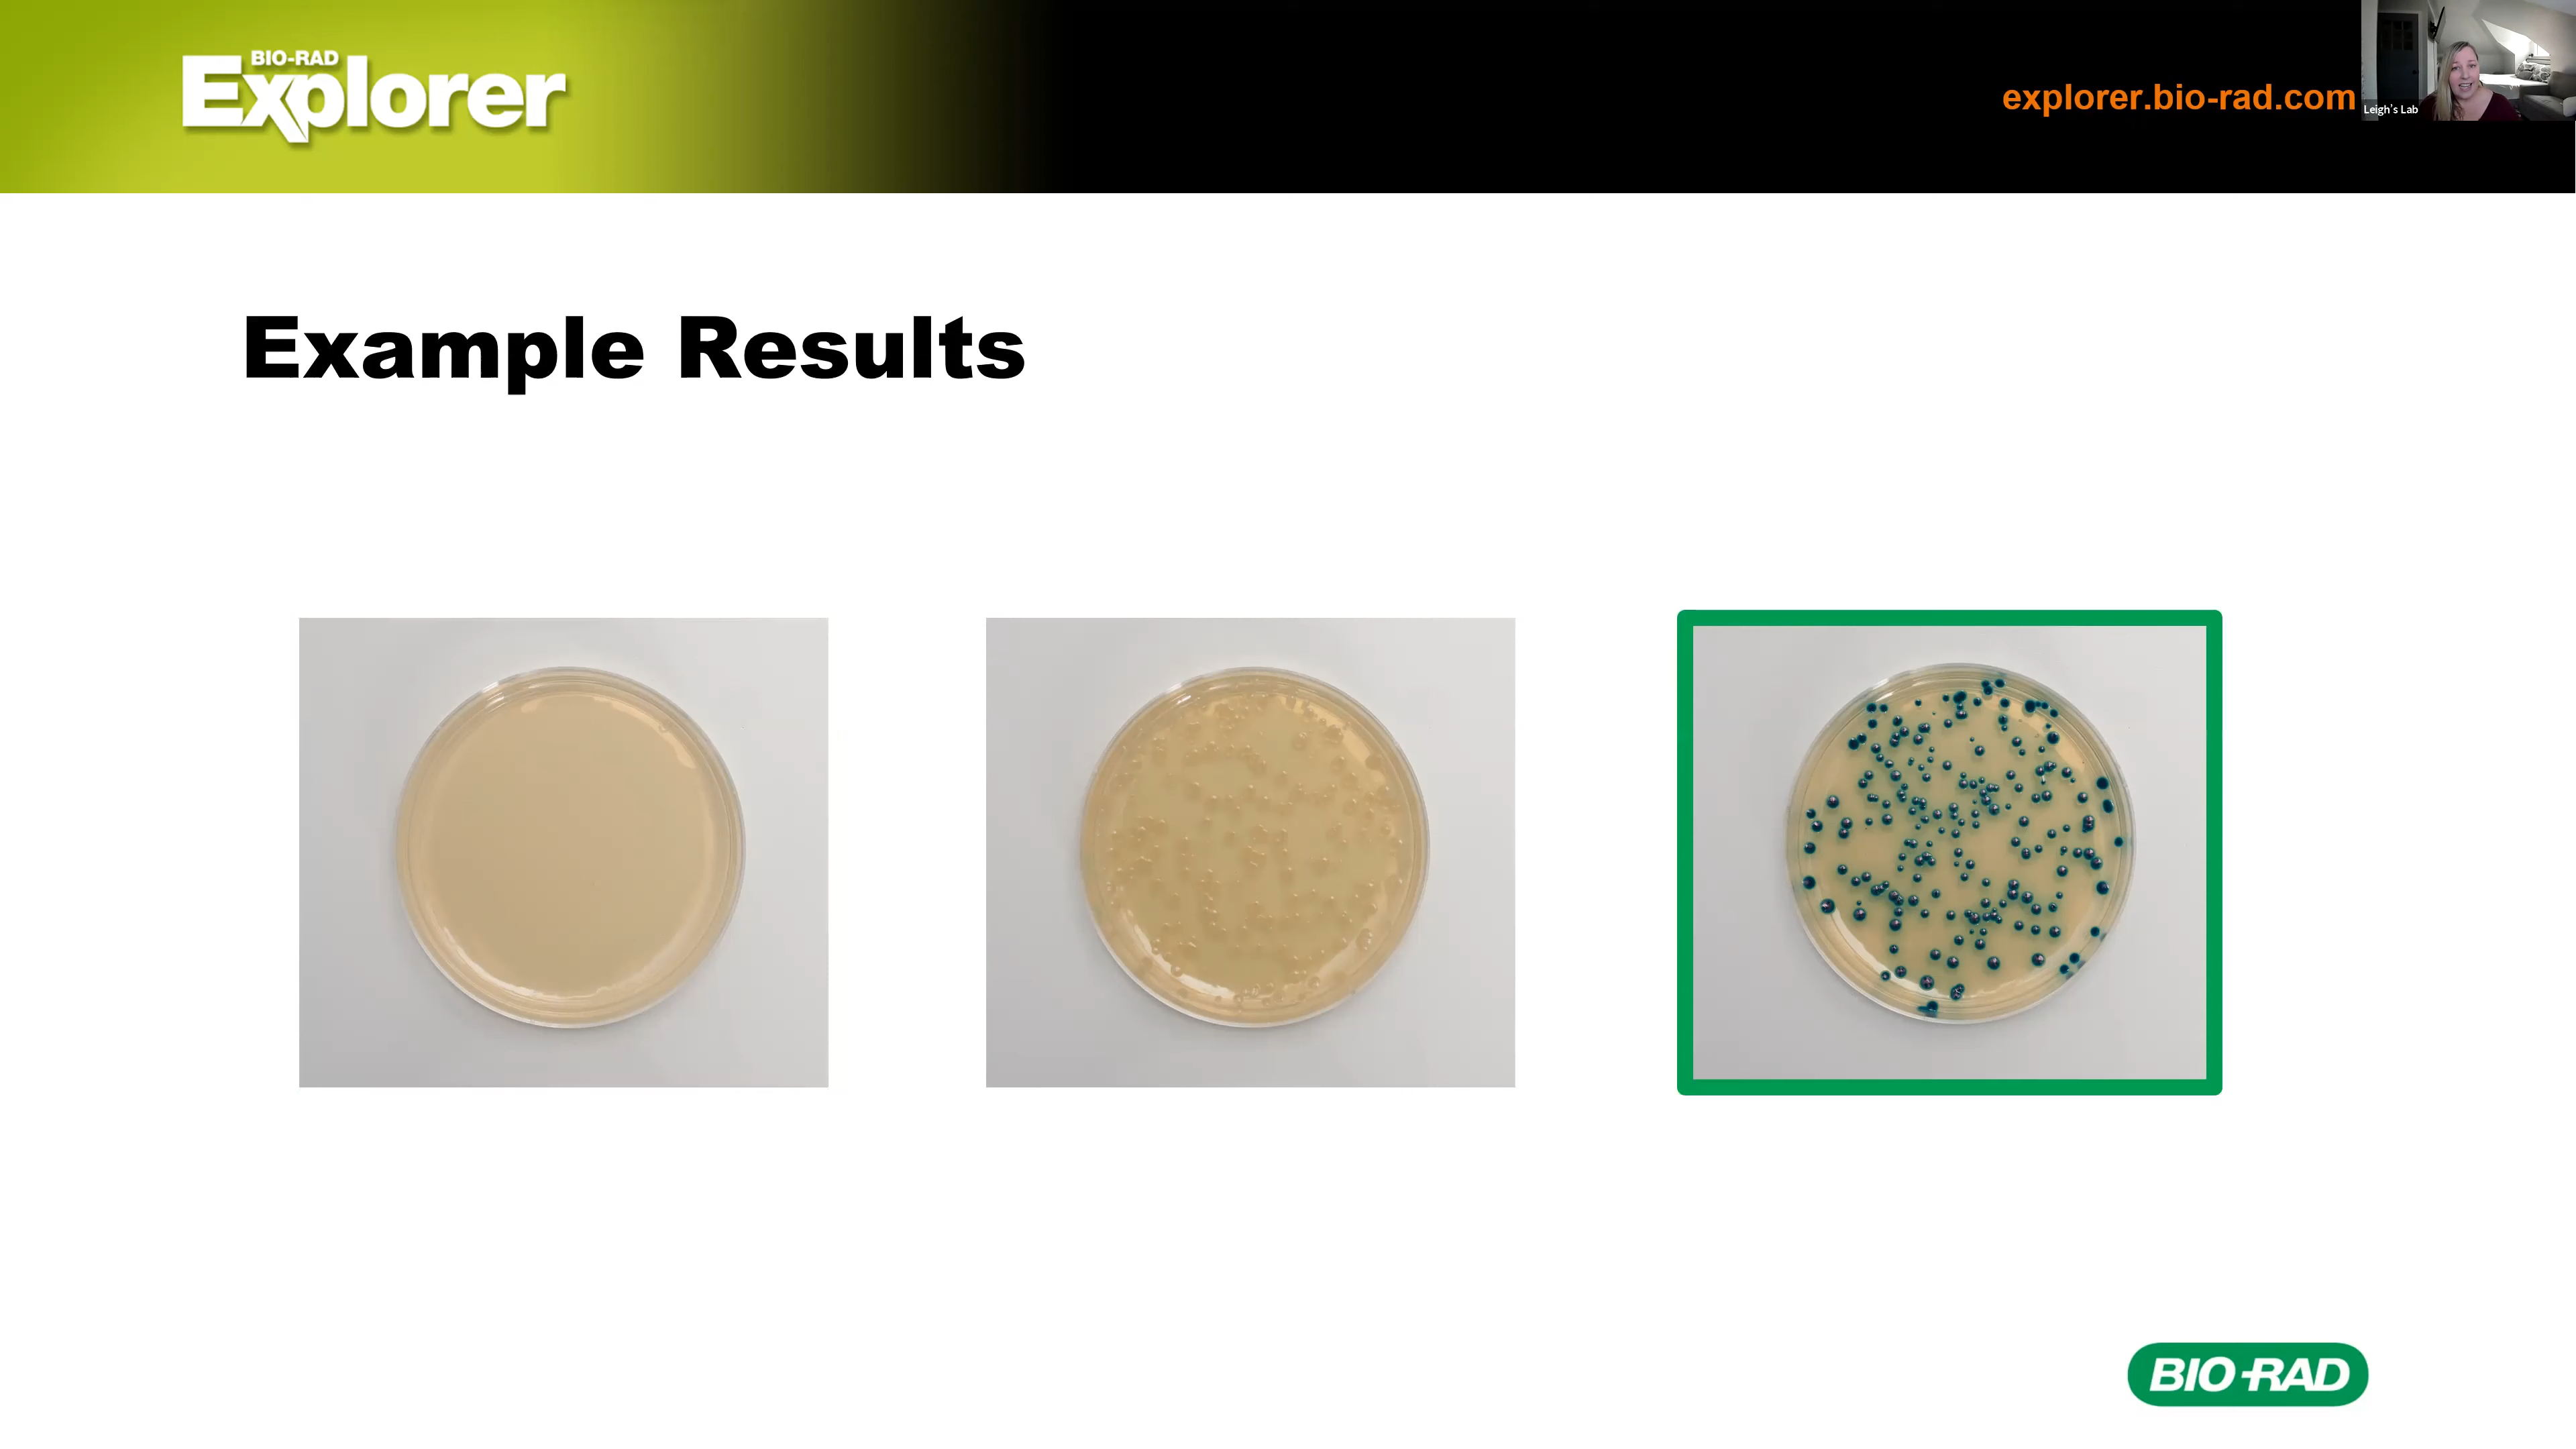 BIO-RAD
Explorer
explorer.bio-rad.com
Leigh's Lab
Example Results
BIO-RAD